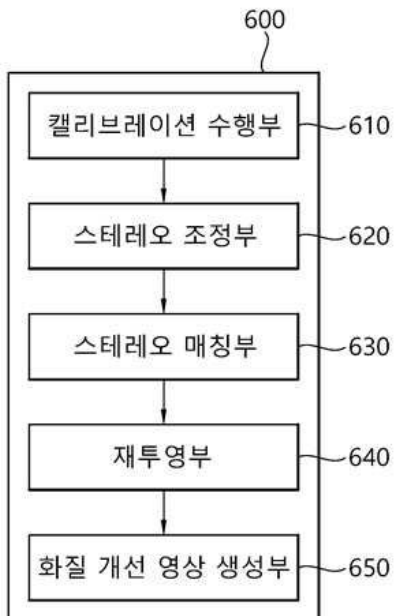 600
캘리브레이션 수행부 610
스테레오 조정부 620
스테레오 매칭부 630
재투영부 640
화질 개선 영상 생성부 650